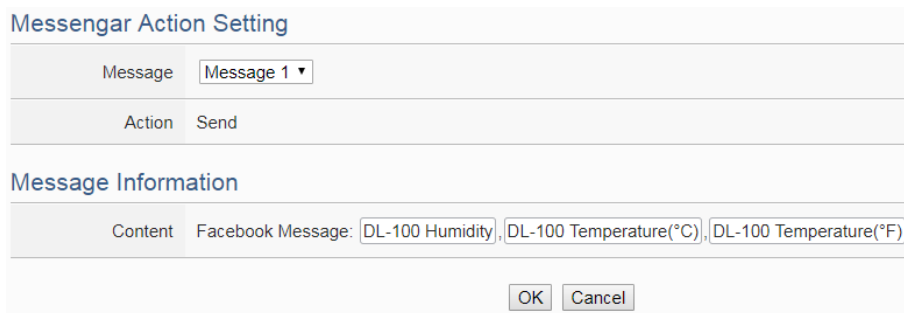 Messengar Action Setting
Message Message 1
Action Send
Message Information
Content Facebook Message: DL-100 Humidity , DL-100 Temperature(°C) , DL-100 Temperature(°F)
OK Cancel